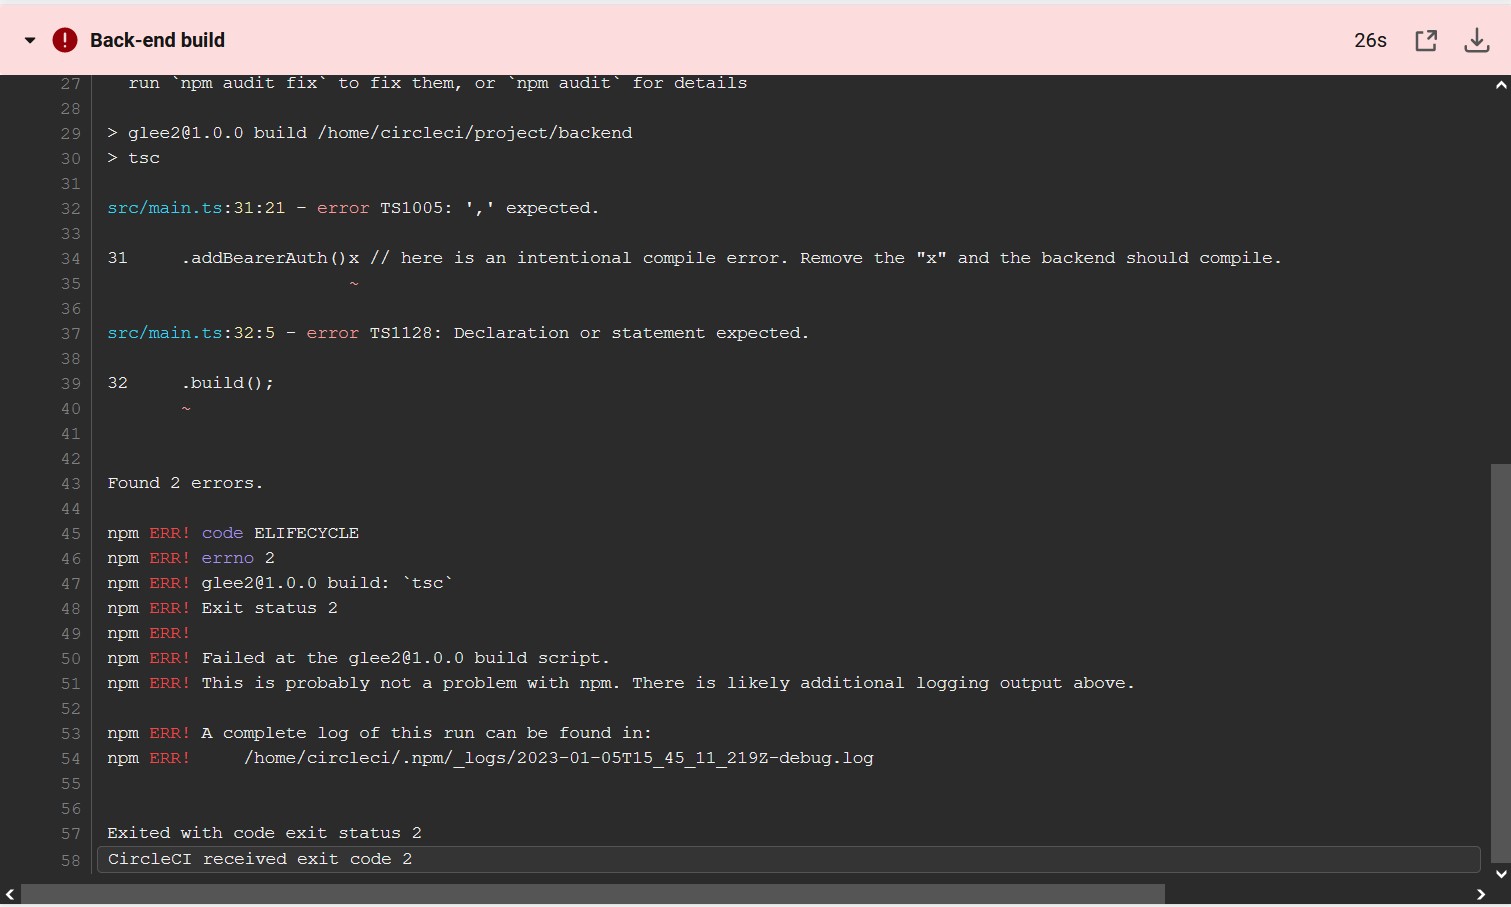 Back-end build 26s
27 run `npm audit fix` to fix them, or `npm audit` for details
28
29 > glee2@1.0.0 build /home/circleci/project/backend
30 > tsc
31
32 src/main.ts:31:21 - error TS1005: ',' expected.
33
34 31     .addBearerAuth()x // here is an intentional compile error. Remove the "x" and the backend should compile.
35                        ~
36
37 src/main.ts:32:5 - error TS1128: Declaration or statement expected.
38
39 32     .build();
40        ~
41
42
43 Found 2 errors.
44
45 npm ERR! code ELIFECYCLE
46 npm ERR! errno 2
47 npm ERR! glee2@1.0.0 build: `tsc`
48 npm ERR! Exit status 2
49 npm ERR!
50 npm ERR! Failed at the glee2@1.0.0 build script.
51 npm ERR! This is probably not a problem with npm. There is likely additional logging output above.
52
53 npm ERR! A complete log of this run can be found in:
54 npm ERR!     /home/circleci/.npm/_logs/2023-01-05T15_45_11_219Z-debug.log
55
56
57 Exited with code exit status 2
58 CircleCI received exit code 2